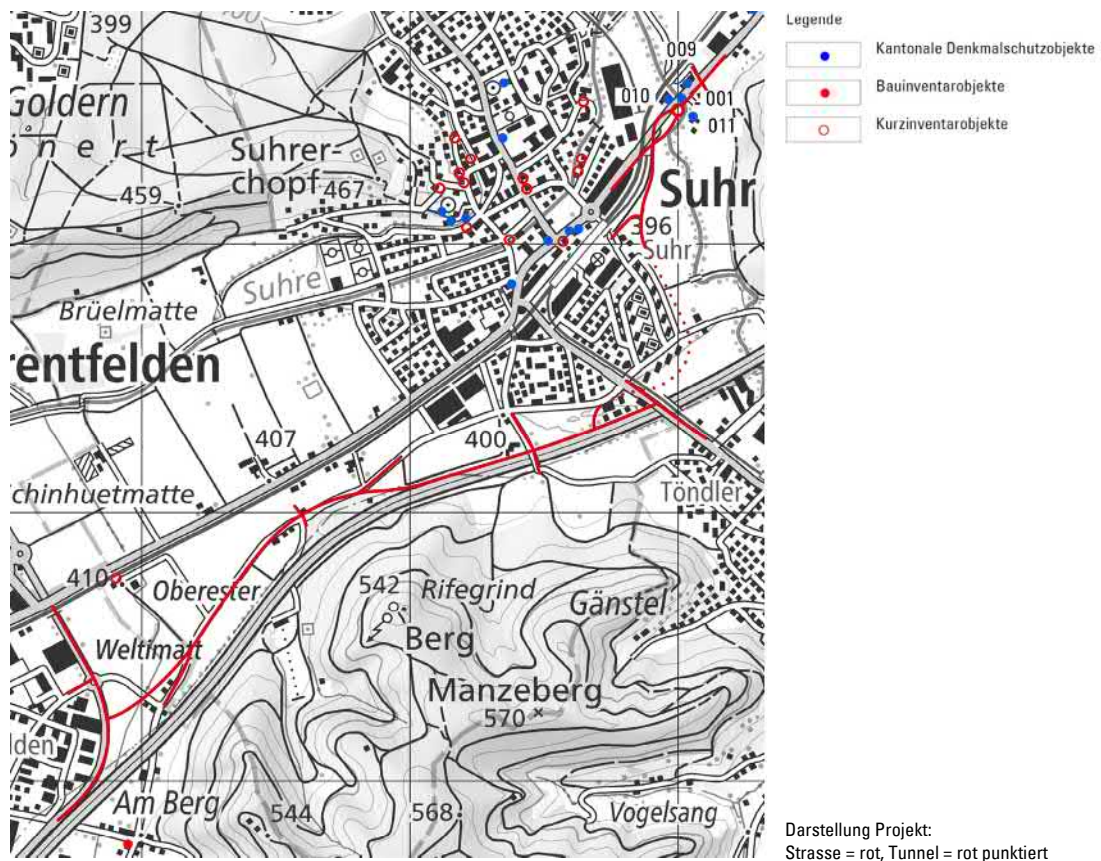 399
Goldern
önert
Suhrer-
chopf 467
459
009
010
001
011
Suhr
396
Suhr
Suhre
Brüelmatte
rentfelden
407
400
chinhuetmatte
Töndler
410
Oberester
542
Rifegrind
Gänstel
Berg
Weltimatt
Manzeberg
570
lden
Am Berg
544
568
Vogelsang
Legende
Kantonale Denkmalschutzobjekte
Bauinventarobjekte
Kurzinventarobjekte
Darstellung Projekt:
Strasse = rot, Tunnel = rot punktiert